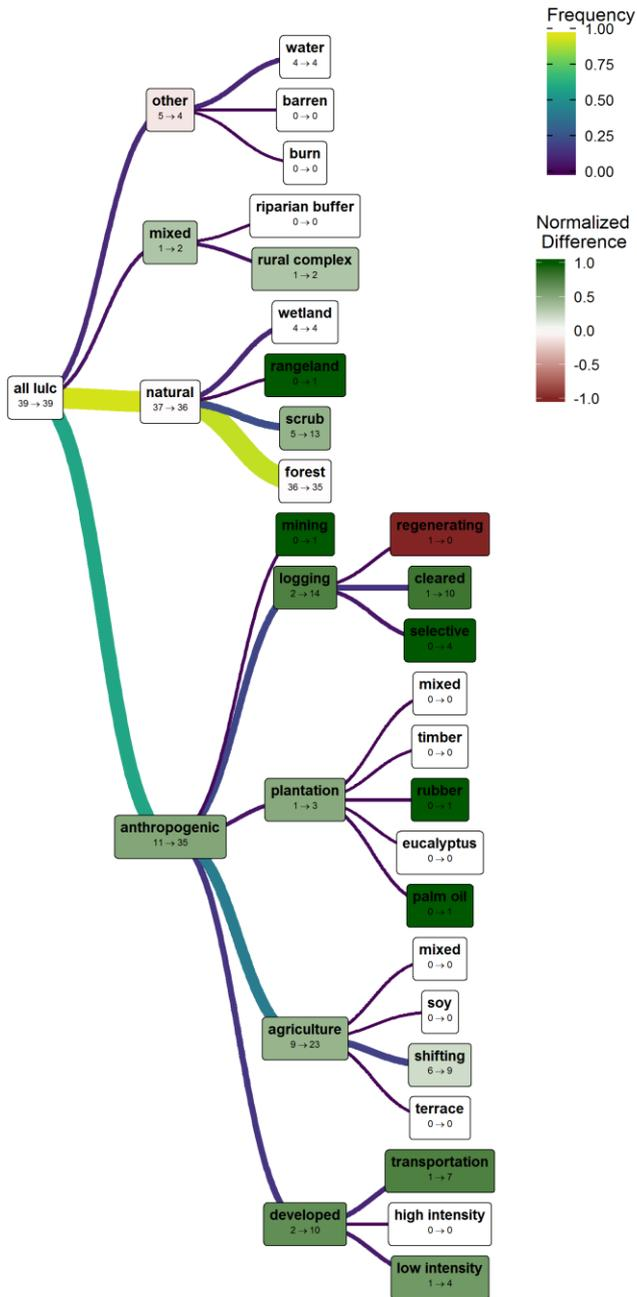 Frequency
1.00
0.75
0.50
0.25
0.00
Normalized
Difference
1.0
0.5
0.0
-0.5
-1.0
water
4 → 4
other
5 → 4
barren
0 → 0
burn
0 → 0
riparian buffer
0 → 0
mixed
1 → 2
rural complex
1 → 2
wetland
4 → 4
rangeland
0 → 1
all lulc
39 → 39
natural
37 → 36
scrub
5 → 13
forest
36 → 35
mining
0 → 1
regenerating
1 → 0
logging
2 → 14
cleared
1 → 10
selective
0 → 4
mixed
0 → 0
timber
0 → 0
plantation
1 → 3
rubber
0 → 1
anthropogenic
11 → 35
eucalyptus
0 → 0
palm oil
0 → 1
mixed
0 → 0
soy
0 → 0
agriculture
9 → 23
shifting
6 → 9
terrace
0 → 0
transportation
1 → 7
developed
2 → 10
high intensity
0 → 0
low intensity
1 → 4